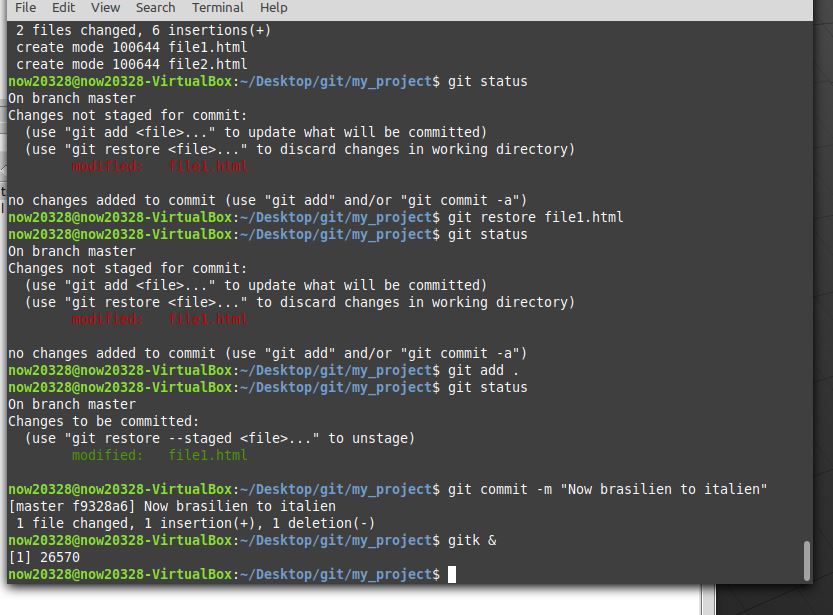 File Edit View Search Terminal Help
 2 files changed, 6 insertions(+)
 create mode 100644 file1.html
 create mode 100644 file2.html
now20328@now20328-VirtualBox:~/Desktop/git/my_project$ git status
On branch master
Changes not staged for commit:
  (use "git add <file>..." to update what will be committed)
  (use "git restore <file>..." to discard changes in working directory)
        modified:   file1.html

no changes added to commit (use "git add" and/or "git commit -a")
now20328@now20328-VirtualBox:~/Desktop/git/my_project$ git restore file1.html
now20328@now20328-VirtualBox:~/Desktop/git/my_project$ git status
On branch master
Changes not staged for commit:
  (use "git add <file>..." to update what will be committed)
  (use "git restore <file>..." to discard changes in working directory)
        modified:   file1.html

no changes added to commit (use "git add" and/or "git commit -a")
now20328@now20328-VirtualBox:~/Desktop/git/my_project$ git add .
now20328@now20328-VirtualBox:~/Desktop/git/my_project$ git status
On branch master
Changes to be committed:
  (use "git restore --staged <file>..." to unstage)
        modified:   file1.html

now20328@now20328-VirtualBox:~/Desktop/git/my_project$ git commit -m "Now brasilien to italien"
[master f9328a6] Now brasilien to italien
 1 file changed, 1 insertion(+), 1 deletion(-)
now20328@now20328-VirtualBox:~/Desktop/git/my_project$ gitk &
[1] 26570
now20328@now20328-VirtualBox:~/Desktop/git/my_project$